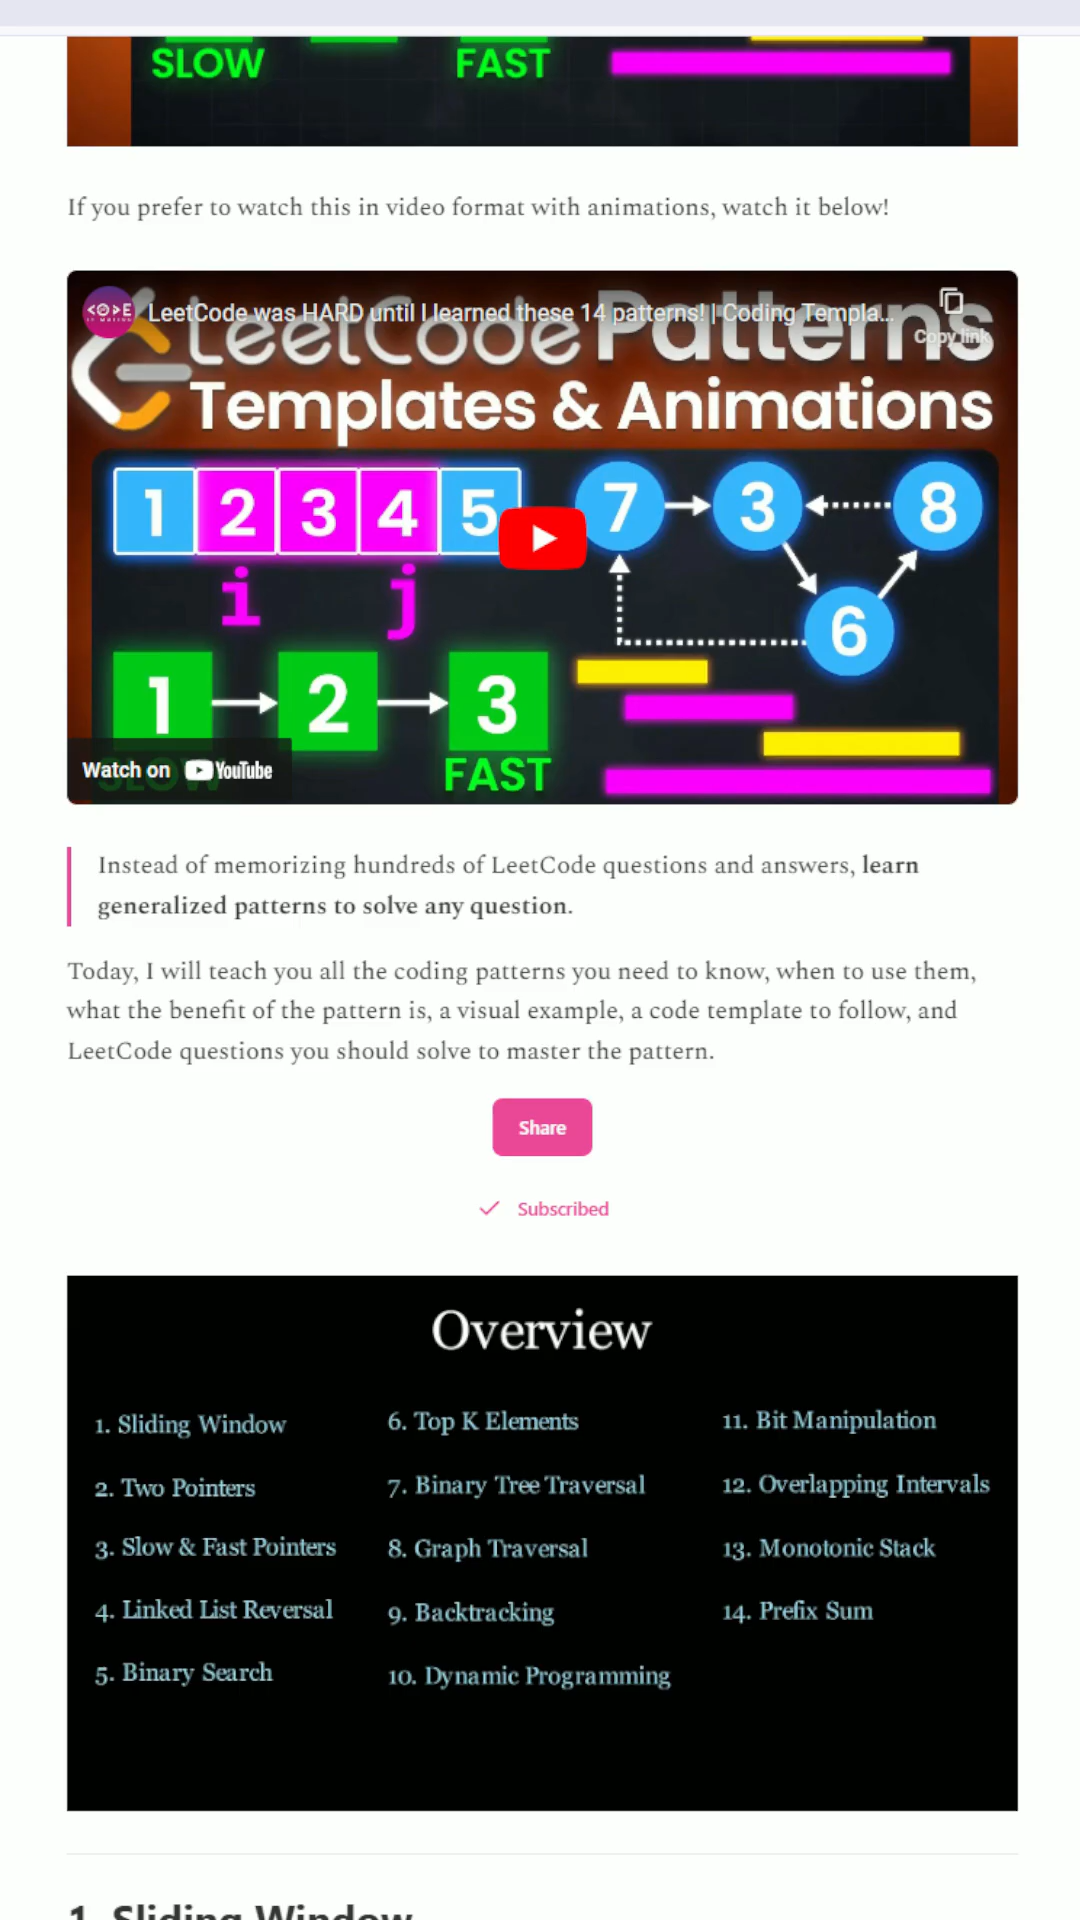 SLOW
FAST
If you prefer to watch this in video format with animations, watch it below!
<CODE
LeetCode was HARD until I learned these 14 patterns! | Coding Templa...
Copy link
LeetCode Patterns
Templates & Animations
1 2 3 4 5
7 3 8
i j
6
1 2 3
Watch on YouTube
SLOW
FAST
Instead of memorizing hundreds of LeetCode questions and answers, learn
generalized patterns to solve any question.
Today, I will teach you all the coding patterns you need to know, when to use them,
what the benefit of the pattern is, a visual example, a code template to follow, and
LeetCode questions you should solve to master the pattern.
Share
Subscribed
Overview
1. Sliding Window
2. Two Pointers
3. Slow & Fast Pointers
4. Linked List Reversal
5. Binary Search
6. Top K Elements
7. Binary Tree Traversal
8. Graph Traversal
9. Backtracking
10. Dynamic Programming
11. Bit Manipulation
12. Overlapping Intervals
13. Monotonic Stack
14. Prefix Sum
1. Sliding Window